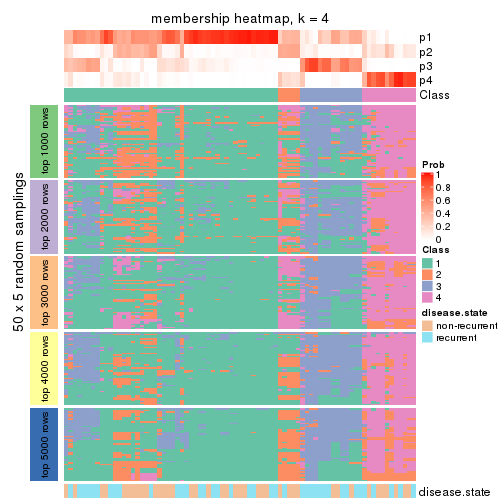 membership heatmap, k = 4
p1
p2
p3
p4
Class
50 x 5 random samplings
top 1000 rows
top 2000 rows
top 3000 rows
top 4000 rows
top 5000 rows
disease.state
Prob
1
0.8
0.6
0.4
0.2
0
Class
1
2
3
4
disease.state
non-recurrent
recurrent